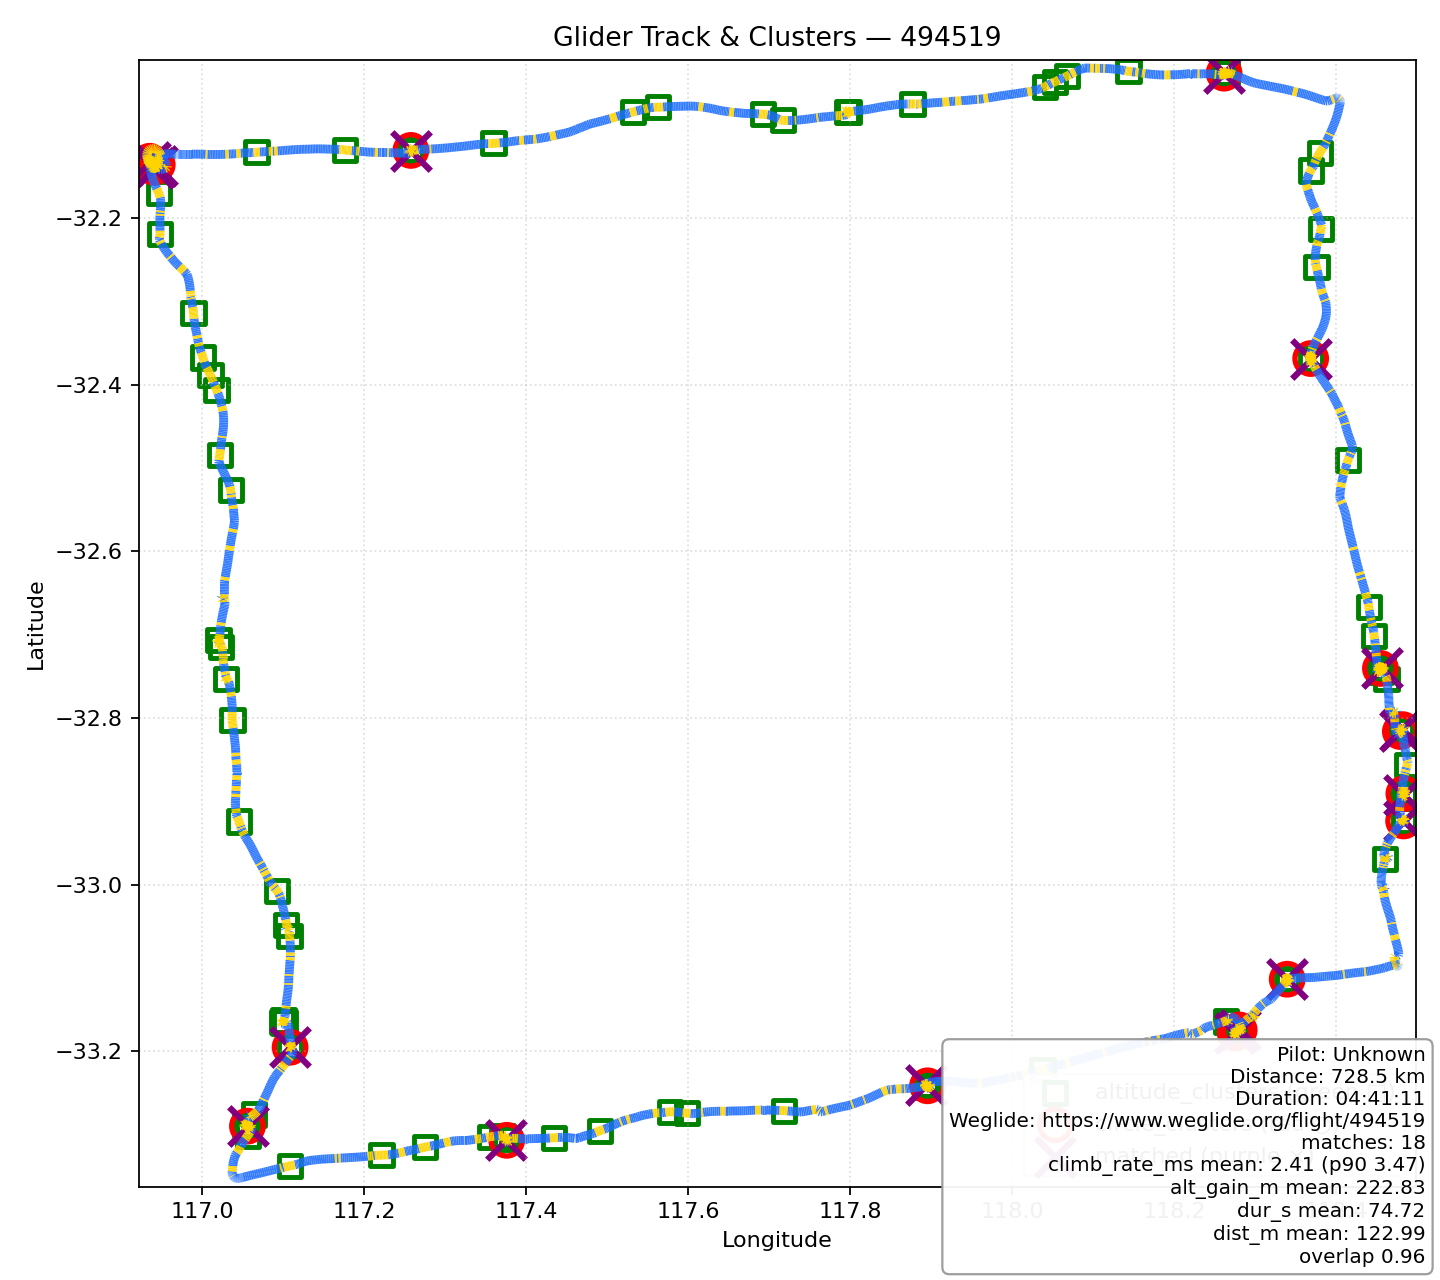 Glider Track & Clusters — 494519
Latitude
−32.2
−32.4
−32.6
−32.8
−33.0
−33.2
117.0
117.2
117.4
117.6
117.8
118.0
118.2
Longitude
altitude_clusters
matched (purple
Pilot: Unknown
Distance: 728.5 km
Duration: 04:41:11
Weglide: https://www.weglide.org/flight/494519
matches: 18
climb_rate_ms mean: 2.41 (p90 3.47)
alt_gain_m mean: 222.83
dur_s mean: 74.72
dist_m mean: 122.99
overlap 0.96